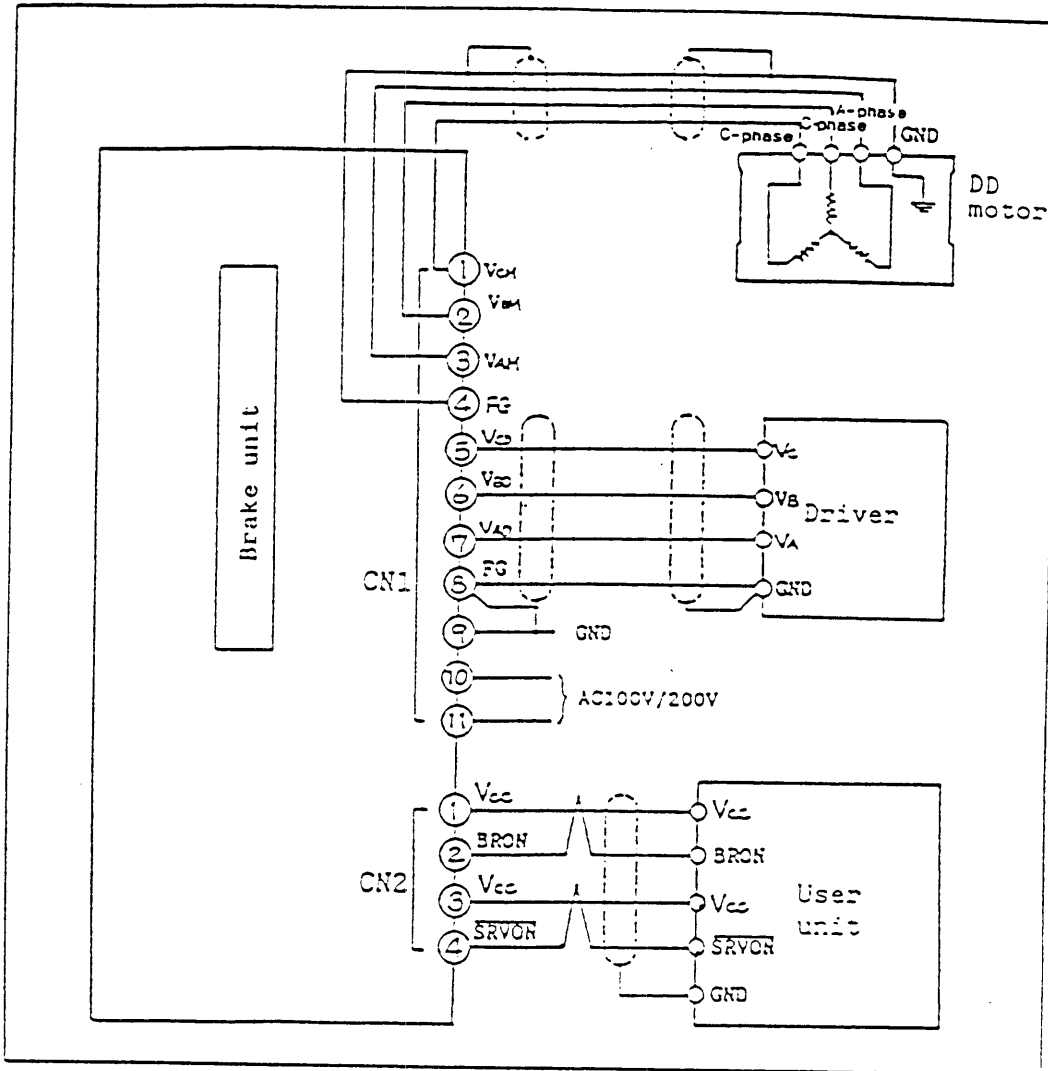 C-phase
C-phase
A-phase
GND
DD
motor
1 VCM
2 VBM
3 VAM
4 FG
5 VCD
6 VBD
7 VAD
8 FG
9 GND
10
11
AC100V/200V
CN1
Brake unit
VC
VB
VA
GND
Driver
1 Vcc
2 BRON
3 Vcc
4 SRVON
CN2
Vcc
BRON
Vcc
SRVON
GND
User
unit